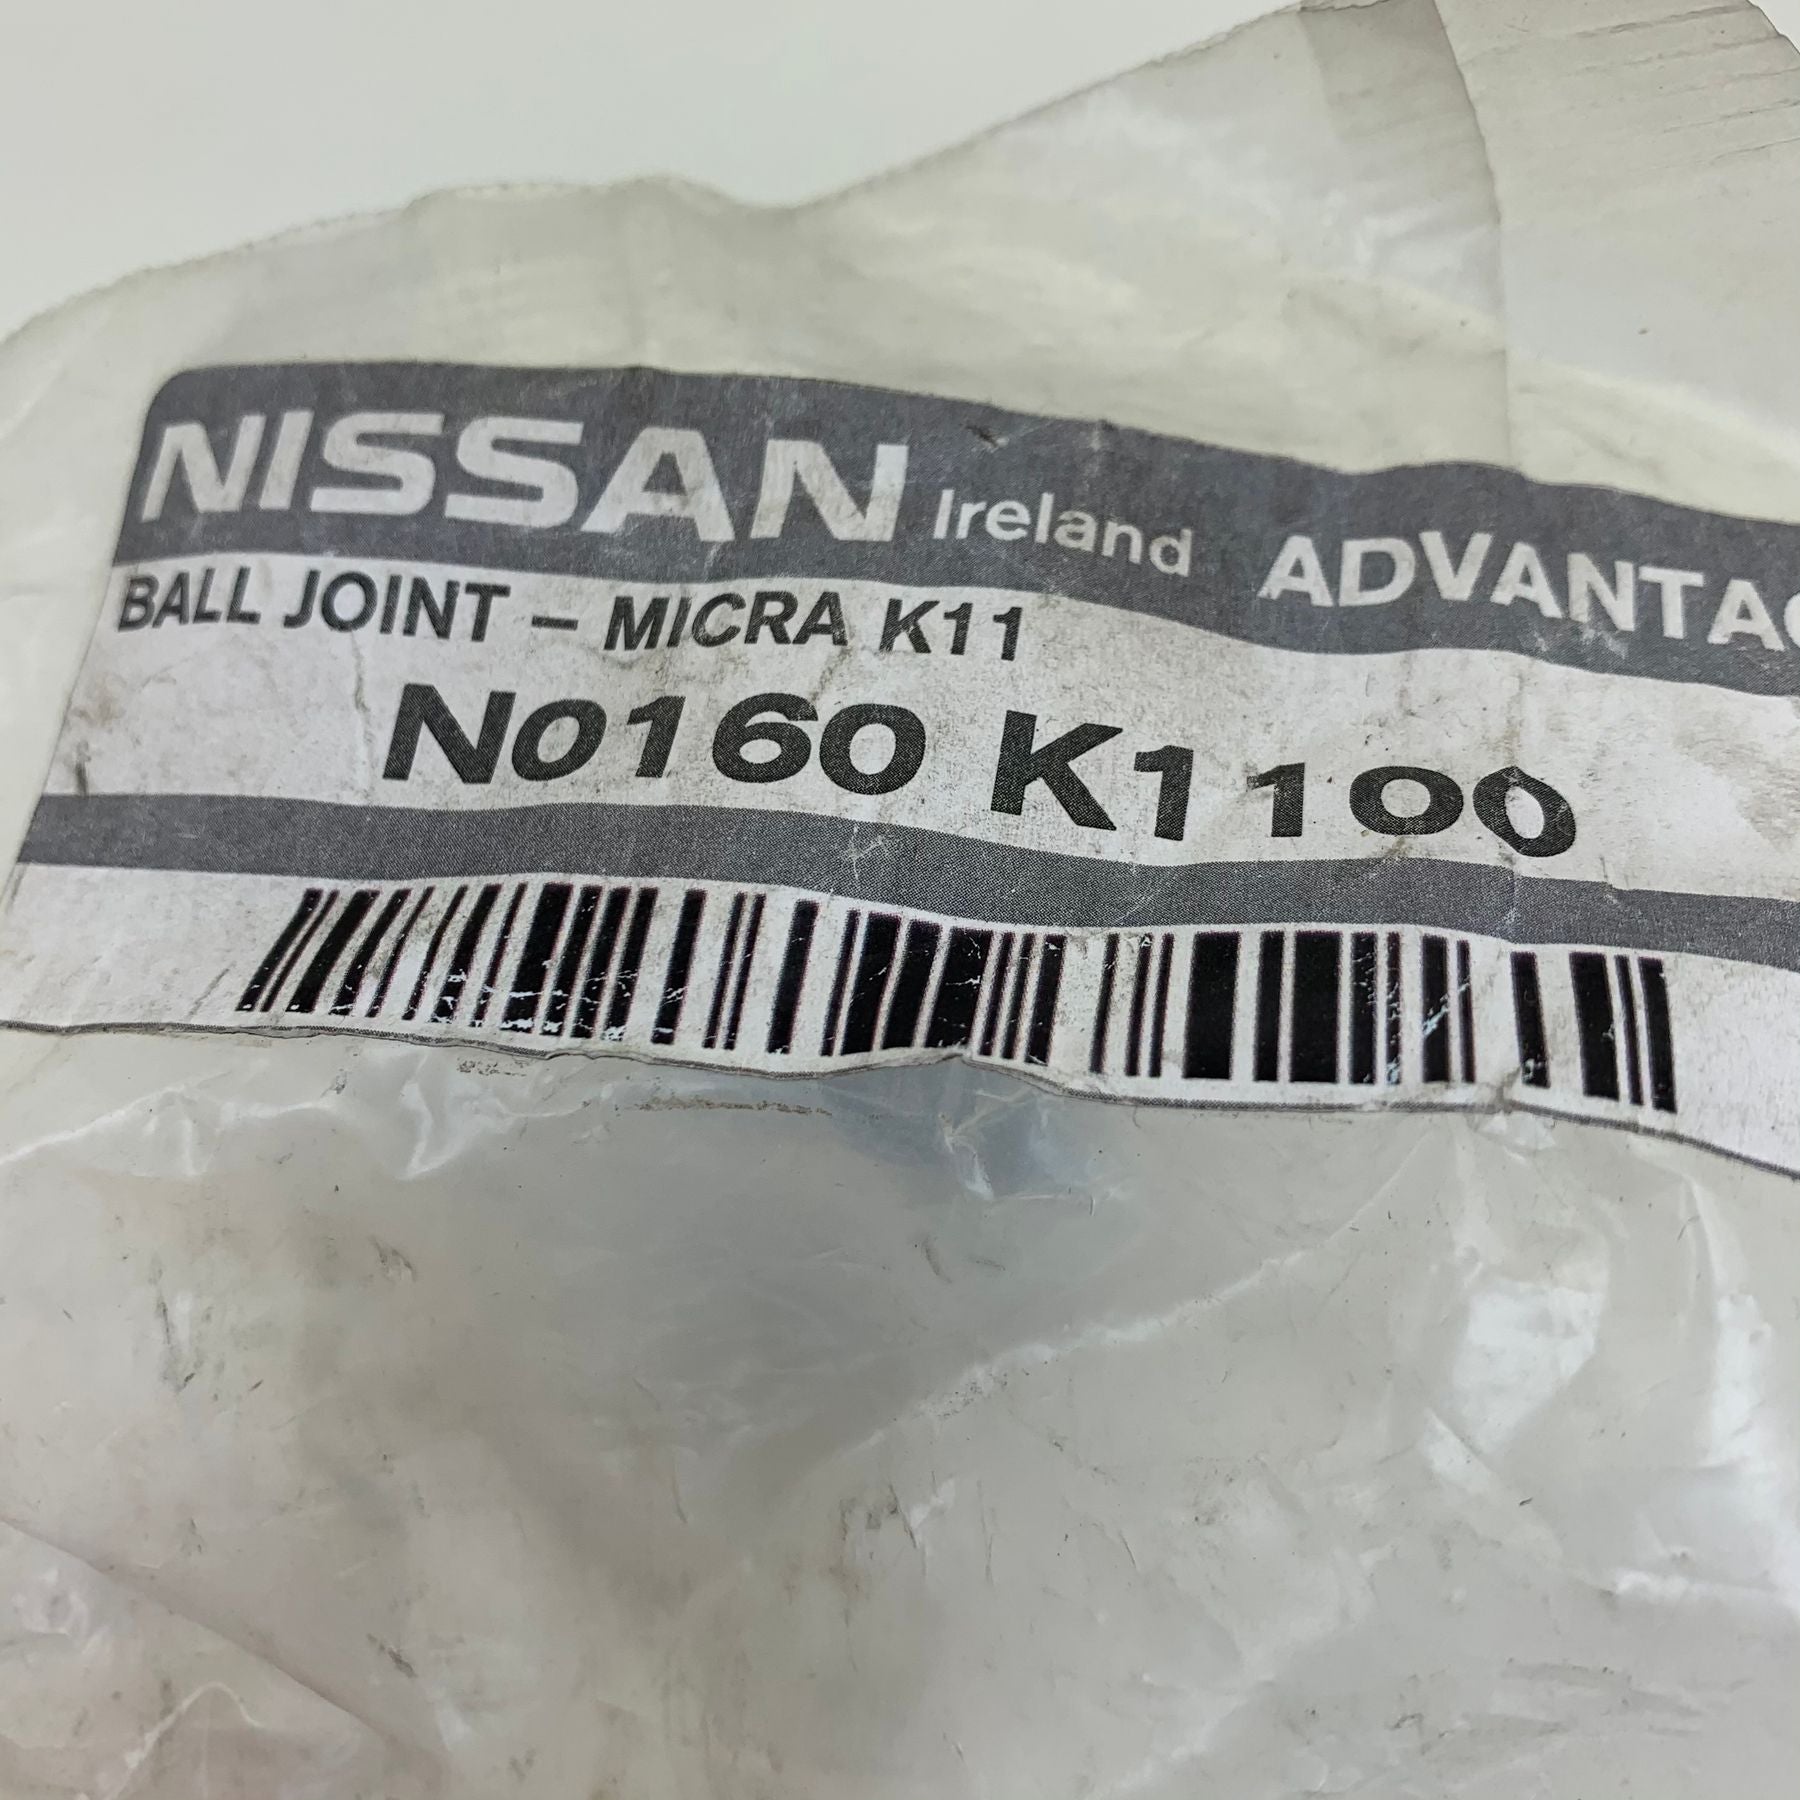 NISSAN Ireland ADVANTAG
BALL JOINT - MICRA K11
N0160 K1100